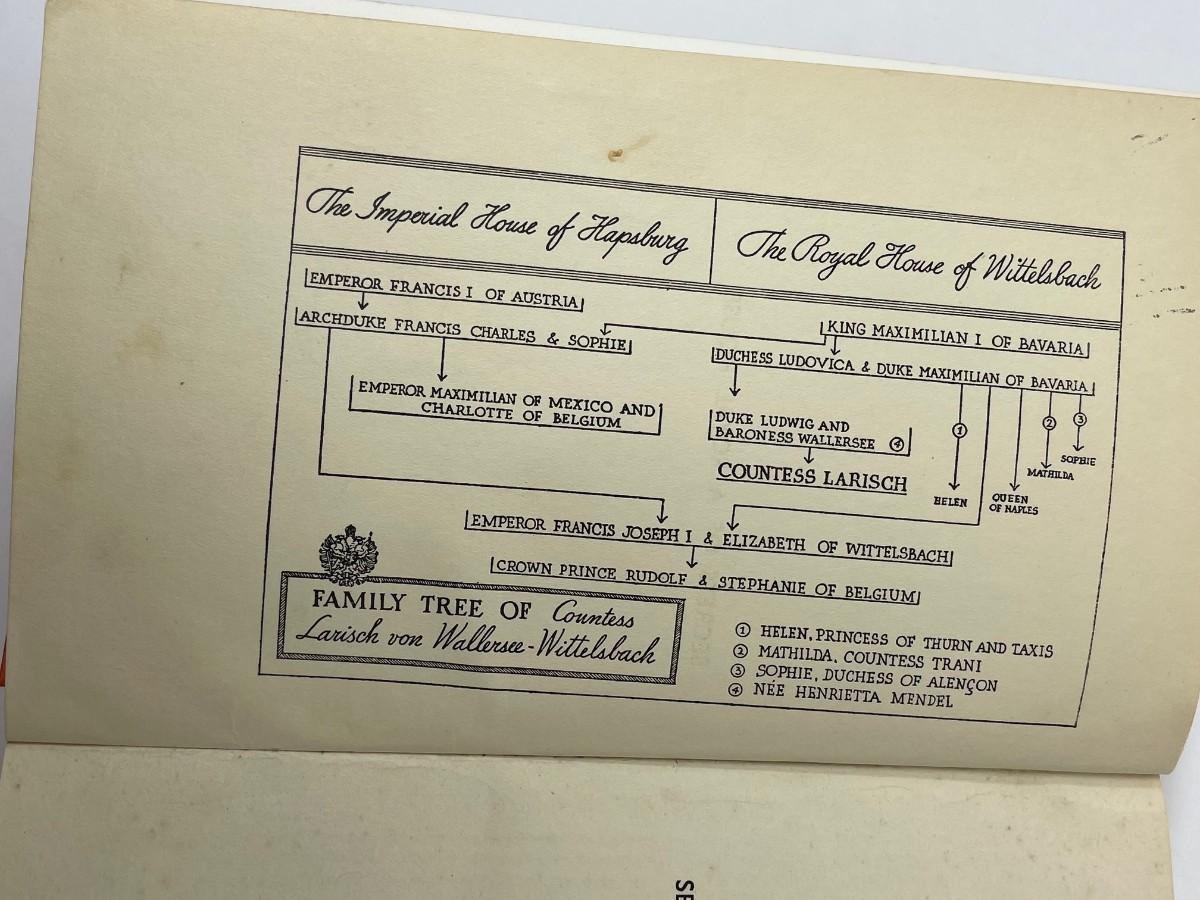 The Imperial House of Hapsburg
The Royal House of Wittelsbach
EMPEROR FRANCIS I OF AUSTRIA
ARCHDUKE FRANCIS CHARLES & SOPHIE
KING MAXIMILIAN I OF BAVARIA
DUCHESS LUDOVICA & DUKE MAXIMILIAN OF BAVARIA
EMPEROR MAXIMILIAN OF MEXICO AND
CHARLOTTE OF BELGIUM
DUKE LUDWIG AND
BARONESS WALLERSEE ④
COUNTESS LARISCH
①
HELEN
QUEEN
OF NAPLES
②
MATHILDA
③
SOPHIE
EMPEROR FRANCIS JOSEPH I & ELIZABETH OF WITTELSBACH
CROWN PRINCE RUDOLF & STEPHANIE OF BELGIUM
FAMILY TREE OF Countess
Larisch von Wallersee-Wittelsbach
① HELEN, PRINCESS OF THURN AND TAXIS
② MATHILDA, COUNTESS TRANI
③ SOPHIE, DUCHESS OF ALENÇON
④ NÉE HENRIETTA MENDEL